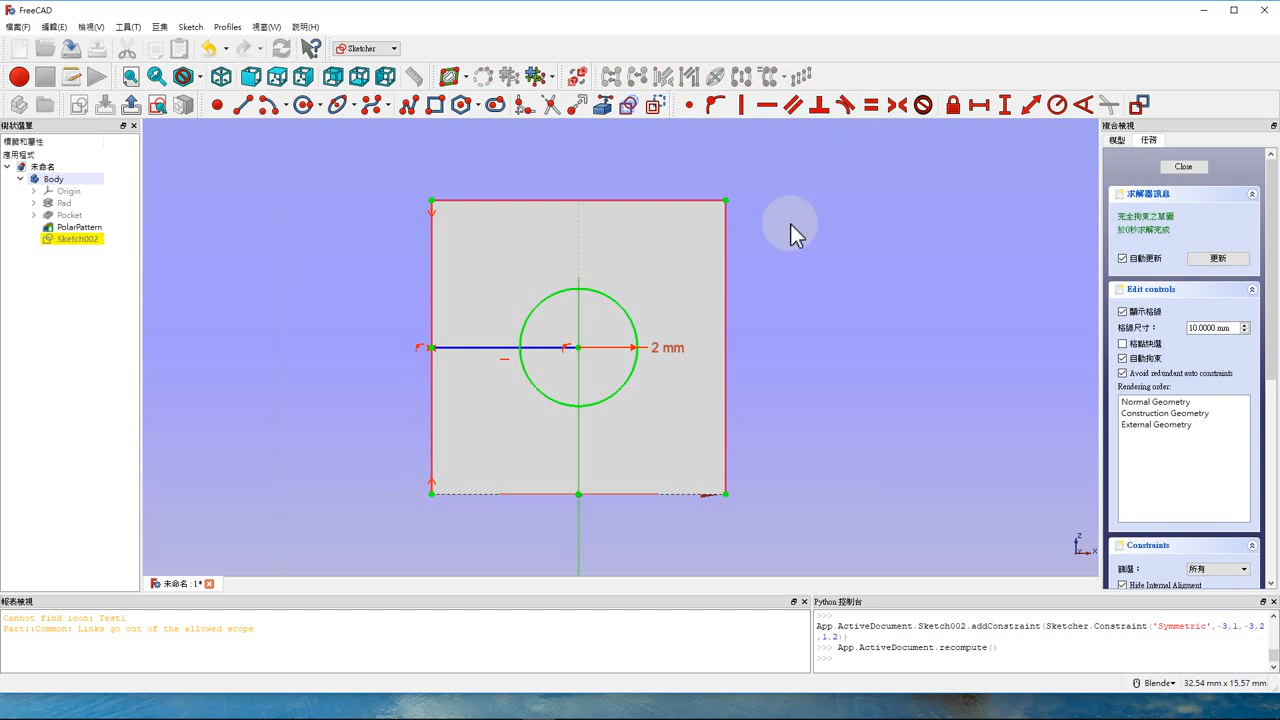 FreeCAD
檔案(F) 編輯(E) 檢視(V) 工具(T) 巨集 Sketch Profiles 視窗(W) 說明(H)
Sketcher
樹狀選單
標籤和屬性
應用程式
未命名
Body
Origin
Pad
Pocket
PolarPattern
Sketch002
2 mm
z
x
未命名 : 1*
複合檢視
模型 任務
Close
求解器訊息
完全拘束之草圖
於0秒求解完成
自動更新 更新
Edit controls
顯示格線
格線尺寸： 10.0000 mm
格點快選
自動拘束
Avoid redundant auto constraints
Rendering order:
Normal Geometry
Construction Geometry
External Geometry
Constraints
篩選： 所有
Hide Internal Alignment
報表檢視
Cannot find icon: Test1
Part::Common: Links go out of the allowed scope
Python 控制台
>>>
App.ActiveDocument.Sketch002.addConstraint(Sketcher.Constraint('Symmetric',-3,1,-3,2
,1,2))
>>> App.ActiveDocument.recompute()
>>>
Blende 32.54 mm x 15.57 mm